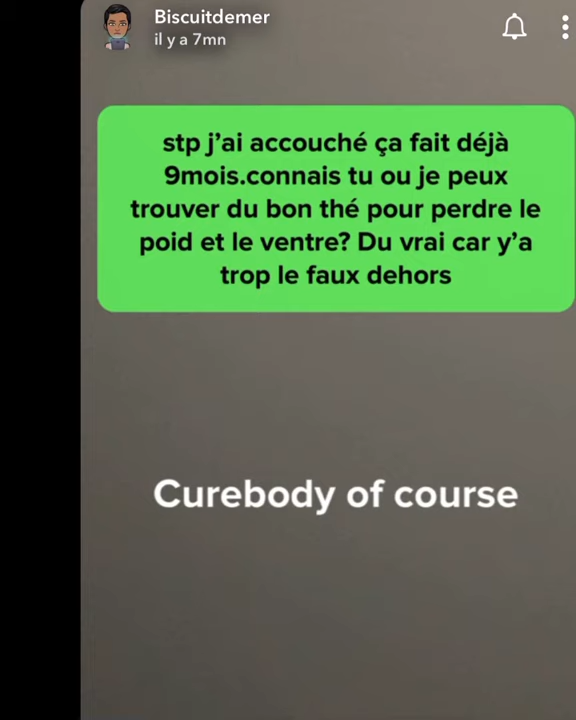 Biscuitdemer
il y a 7mn
stp j'ai accouché ça fait déjà
9mois.connais tu ou je peux
trouver du bon thé pour perdre le
poid et le ventre? Du vrai car y'a
trop le faux dehors
Curebody of course